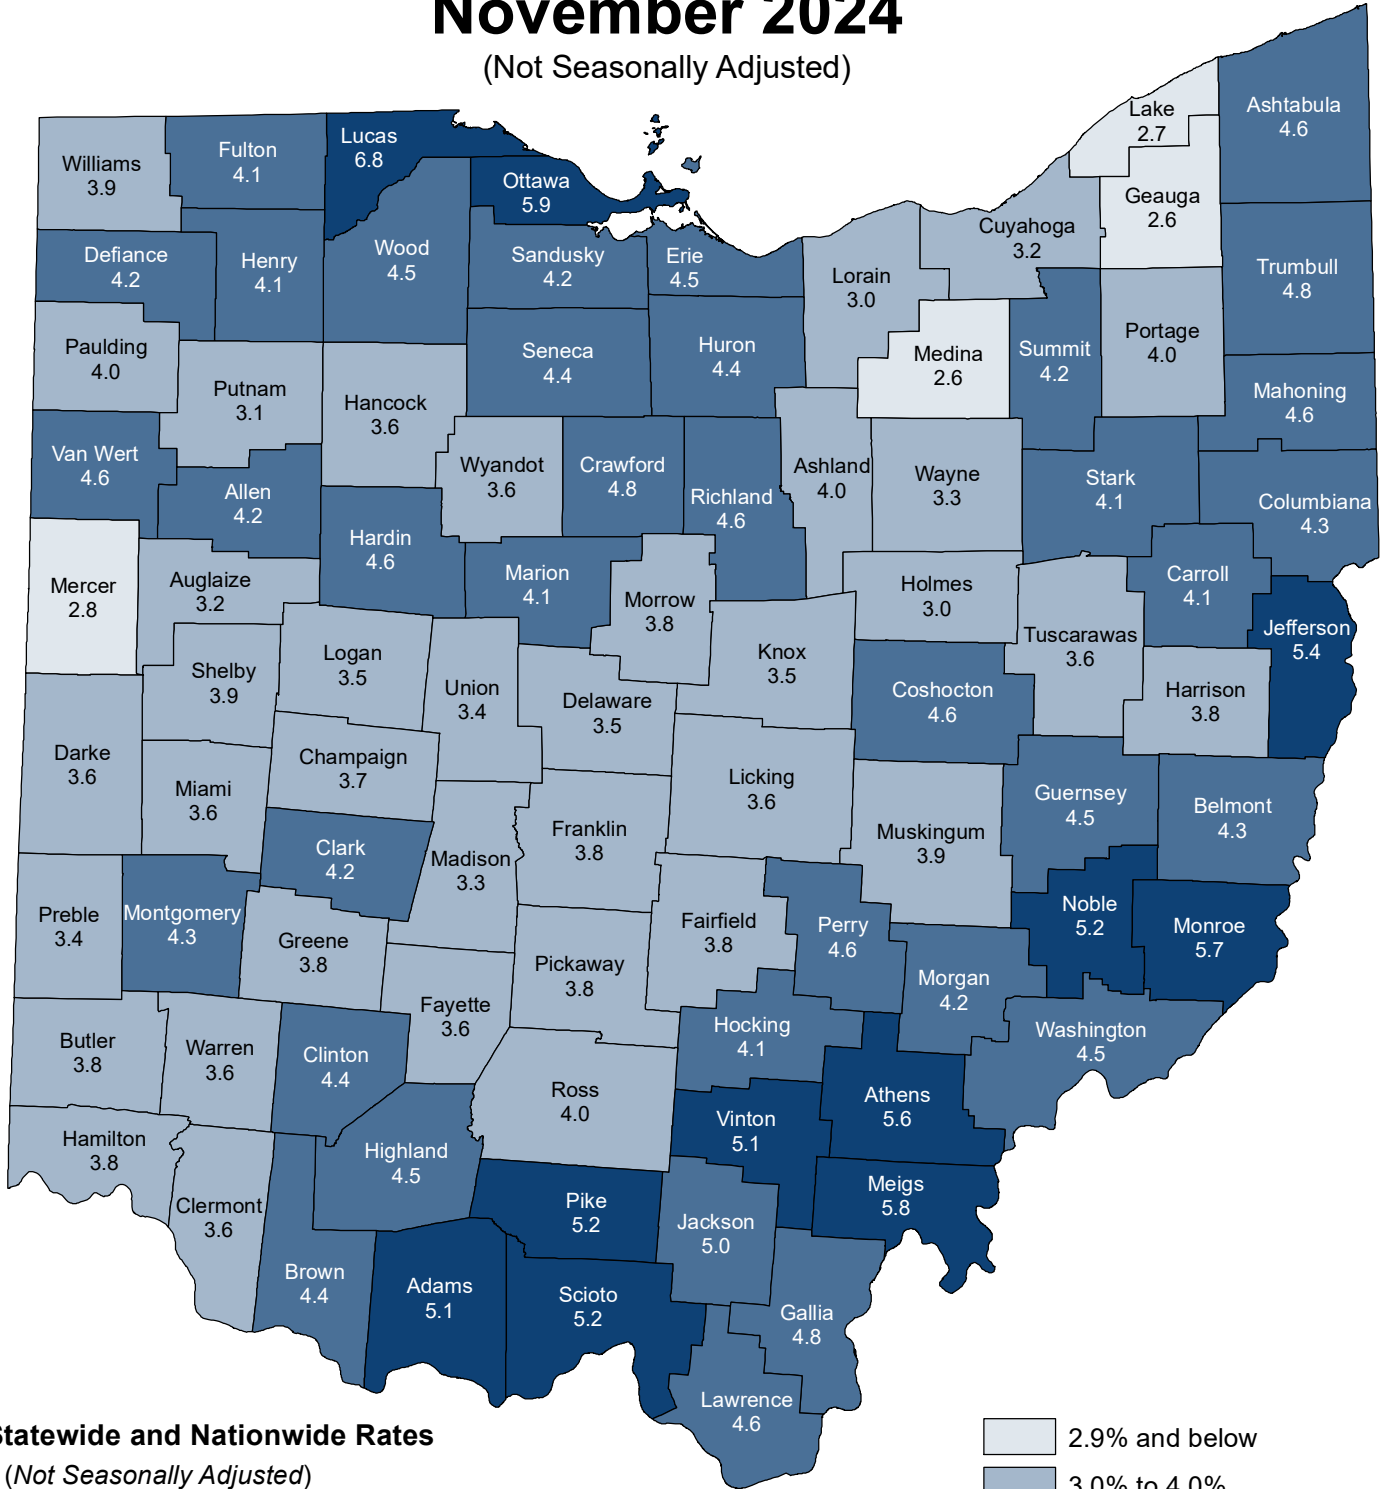 November 2024
(Not Seasonally Adjusted)
Williams
3.9
Fulton
4.1
Lucas
6.8
Ottawa
5.9
Lake
2.7
Ashtabula
4.6
Geauga
2.6
Cuyahoga
3.2
Defiance
4.2
Henry
4.1
Wood
4.5
Sandusky
4.2
Erie
4.5
Lorain
3.0
Trumbull
4.8
Paulding
4.0
Putnam
3.1
Hancock
3.6
Seneca
4.4
Huron
4.4
Medina
2.6
Summit
4.2
Portage
4.0
Mahoning
4.6
Van Wert
4.6
Allen
4.2
Wyandot
3.6
Crawford
4.8
Richland
4.6
Ashland
4.0
Wayne
3.3
Stark
4.1
Columbiana
4.3
Mercer
2.8
Auglaize
3.2
Hardin
4.6
Marion
4.1
Morrow
3.8
Holmes
3.0
Tuscarawas
3.6
Carroll
4.1
Jefferson
5.4
Shelby
3.9
Logan
3.5
Union
3.4
Delaware
3.5
Knox
3.5
Coshocton
4.6
Harrison
3.8
Darke
3.6
Miami
3.6
Champaign
3.7
Licking
3.6
Muskingum
3.9
Guernsey
4.5
Belmont
4.3
Clark
4.2
Madison
3.3
Franklin
3.8
Preble
3.4
Montgomery
4.3
Greene
3.8
Fairfield
3.8
Perry
4.6
Noble
5.2
Monroe
5.7
Pickaway
3.8
Morgan
4.2
Fayette
3.6
Hocking
4.1
Washington
4.5
Butler
3.8
Warren
3.6
Clinton
4.4
Ross
4.0
Athens
5.6
Vinton
5.1
Hamilton
3.8
Highland
4.5
Clermont
3.6
Pike
5.2
Jackson
5.0
Meigs
5.8
Brown
4.4
Adams
5.1
Scioto
5.2
Gallia
4.8
Lawrence
4.6
Statewide and Nationwide Rates
(Not Seasonally Adjusted)
2.9% and below
3.0% to 4.0%